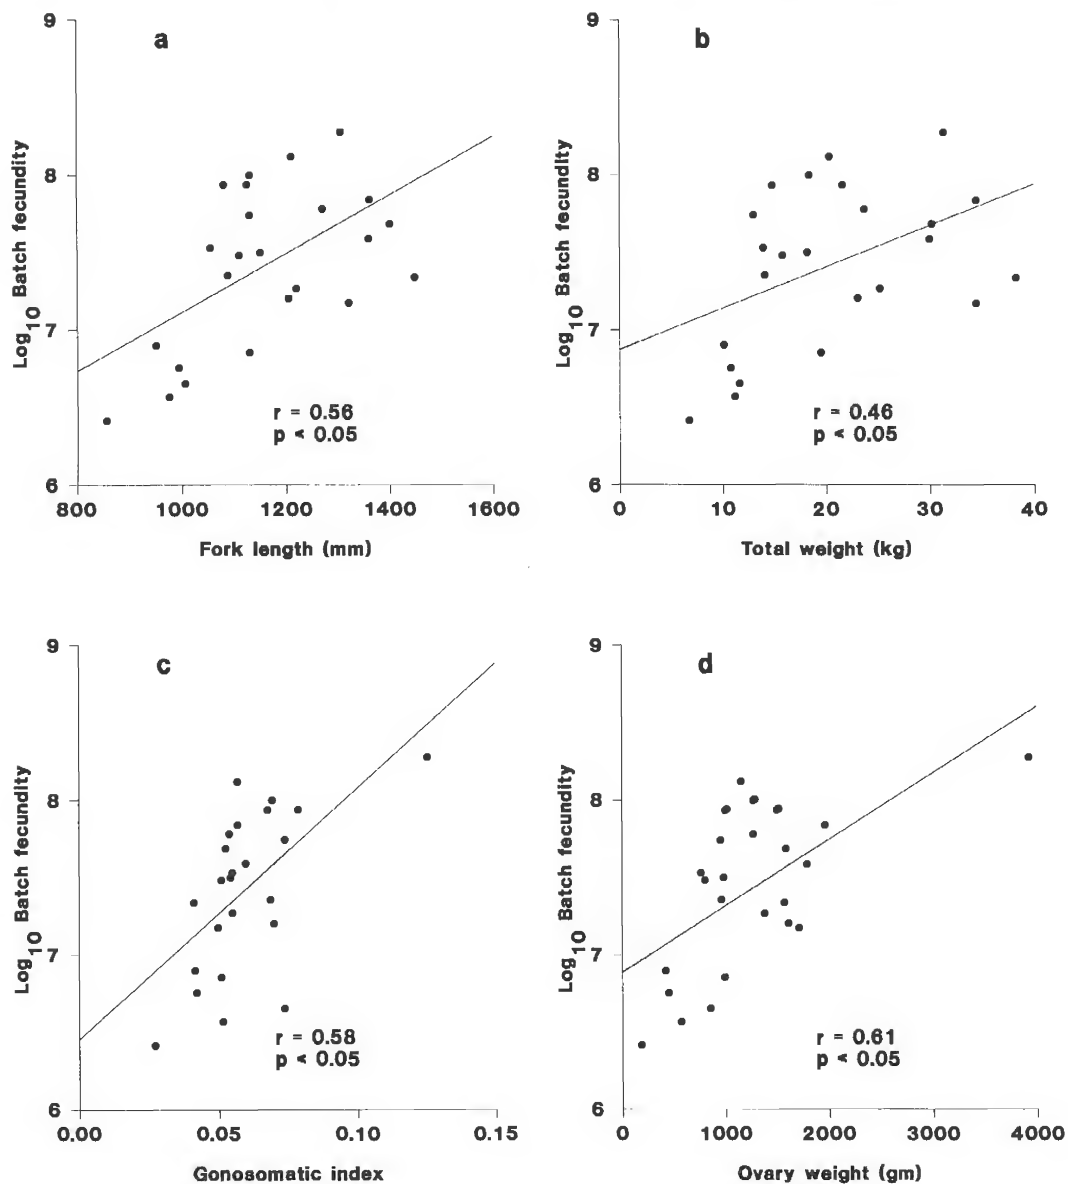 a
9
8
7
6
Log10 Batch fecundity
r = 0.56
p < 0.05
800 1000 1200 1400 1600
Fork length (mm)
b
9
8
7
6
Log10 Batch fecundity
r = 0.46
p < 0.05
0 10 20 30 40
Total weight (kg)
c
9
8
7
6
Log10 Batch fecundity
r = 0.58
p < 0.05
0.00 0.05 0.10 0.15
Gonosomatic index
d
9
8
7
6
Log10 Batch fecundity
r = 0.61
p < 0.05
0 1000 2000 3000 4000
Ovary weight (gm)